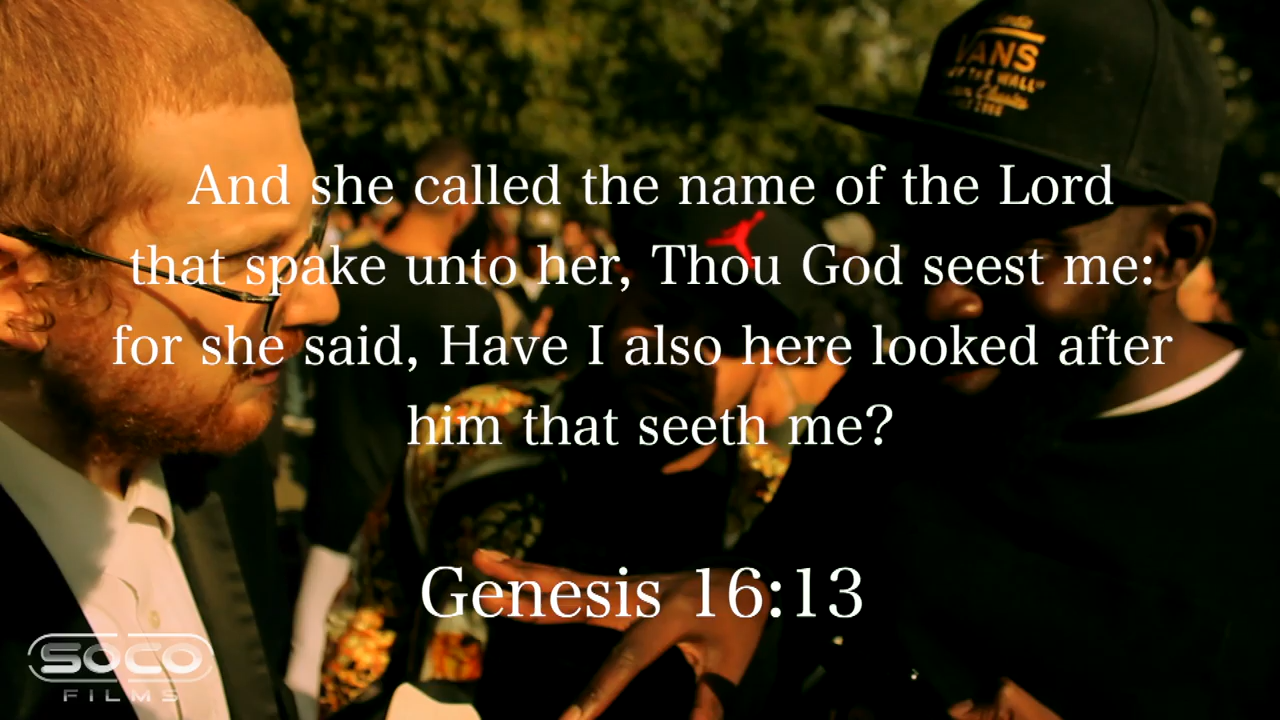 VANS
"OFF THE WALL"
And she called the name of the Lord
that spake unto her, Thou God seest me:
for she said, Have I also here looked after
him that seeth me?
Genesis 16:13
SOCO
FILMS